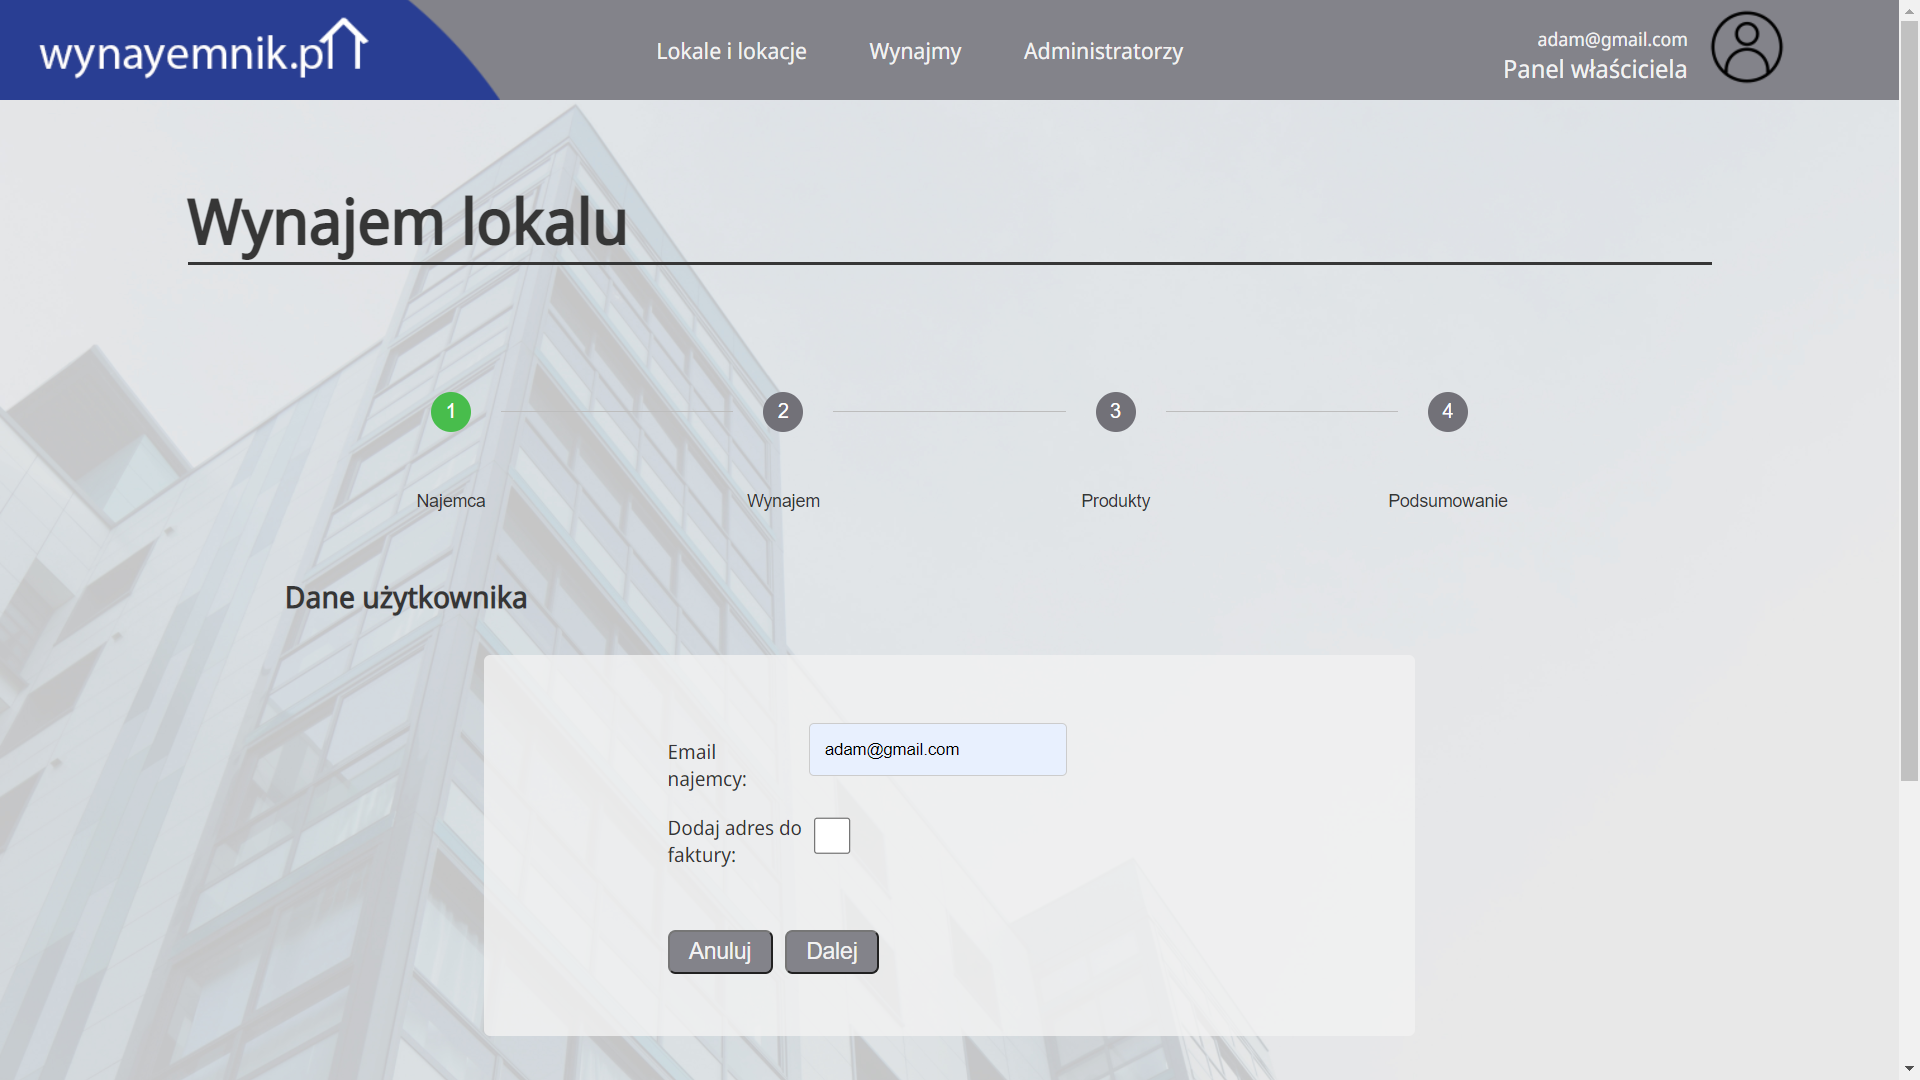 wynayemnik.pl
Lokale i lokacje
Wynajmy
Administratorzy
adam@gmail.com
Panel właściciela
Wynajem lokalu
1
2
3
4
Najemca
Wynajem
Produkty
Podsumowanie
Dane użytkownika
Email
najemcy:
adam@gmail.com
Dodaj adres do
faktury:
Anuluj
Dalej